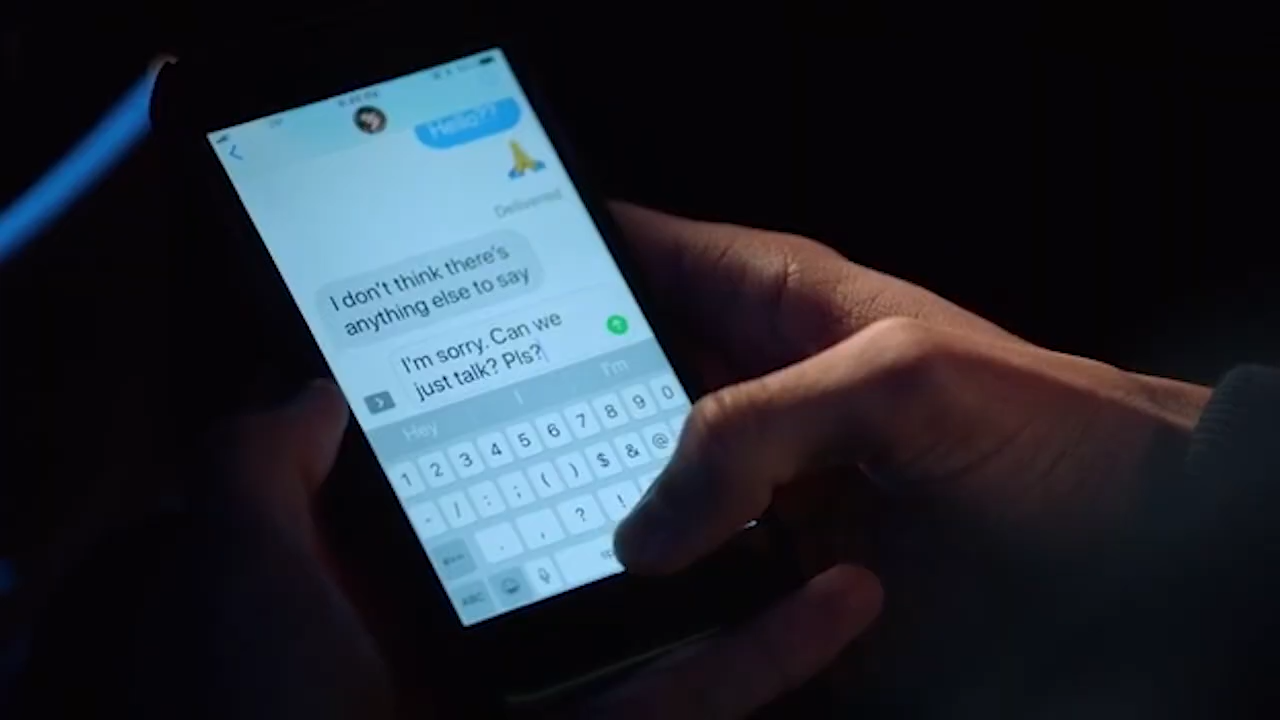 Hello??
Delivered
I don't think there's
anything else to say
I'm sorry. Can we
just talk? Pls?
Hey
I
I'm
1 2 3 4 5 6 7 8 9 0
- / : ; ( ) $ & @
. , ? !
ABC